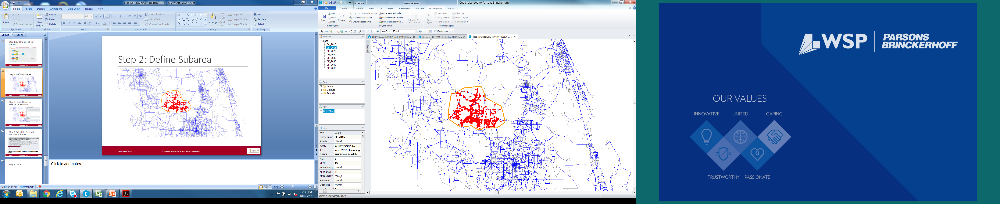 CFRPM61Training_4182016 (002) - Microsoft PowerPoint
Home Insert Design Animations Slide Show Review View
Cut
Copy
Format Painter
Paste
Clipboard
New Slide
Layout
Reset
Delete
Slides
Font
Paragraph
Text Direction
Align Text
Convert to SmartArt
Arrange
Quick Styles
Shape Fill
Shape Outline
Shape Effects
Drawing
Find
Replace
Select
Editing
Slides Outline
Step 1: Edit Input Highway Network
34
Step 2: Define Subarea
35
Step 3: Code Nodes in selected area DETAIL=1
36
Step 4: Select the Defined Window Subarea
37
Step 5: Select
Step 2: Define Subarea
December 2016
CFRPM 6.1 APPLICATIONS UPDATE TRAINING
Click to add notes
Slide 34 of 40 "Retrospect"
70%
2:33 PM
10/26/2016
CFRPM6
Network Tools
Cube (Licensed to Parsons Brinckerhoff)
File Home Scenario Node Link Transit Intersections GIS Tools Drawing Layer Analysis
Save
New
Show
Hide
Restore
Edit Polygon
Copy From Boundary Layer
Show Selected Nodes
Show Selected Links
Move Selected Nodes
Station Links Extraction...
Sub-Area Extraction...
Calculate Area and Centroid
Polygon Tools
Pick Object
New Object
Bring to Front
Send to Back
Edit Object
Delete Object
Screenlines
Drawing Object
HWY:Base_15C.Net
Bookmarks
Scenario
Base
BA_2010
CF_2015
CF_2020
CF_2025
CF_2030
CF_2035
CF_2040
CF_2045
Data
Inputs
Outputs
Reports
App
CFRPM6.0
Keys
Key Value
Scen. Name CF_2015
AltInfo (Note)
NAME CFRPM Version 6.1
TITLE Year 2015, Including
DESCR 2015 Cost Feasible
ALT C
YEAR 15
Model Setup (Note)
MPO_DIST xx
MPO NOTES (Note)
Subnote0 (Note)
Subnote1 (Note)
Legend
CFRPM5.app (E:\CFRPMv60_08152016\...
Scenario - CF_2015 (Application CFRPM6...
Base_15C.Net (E:\CFRPMv60_08152016...
374505.8:1807666(421.2743)
WSP PARSONS BRINCKERHOFF
OUR VALUES
INNOVATIVE UNITED CARING
TRUSTWORTHY PASSIONATE